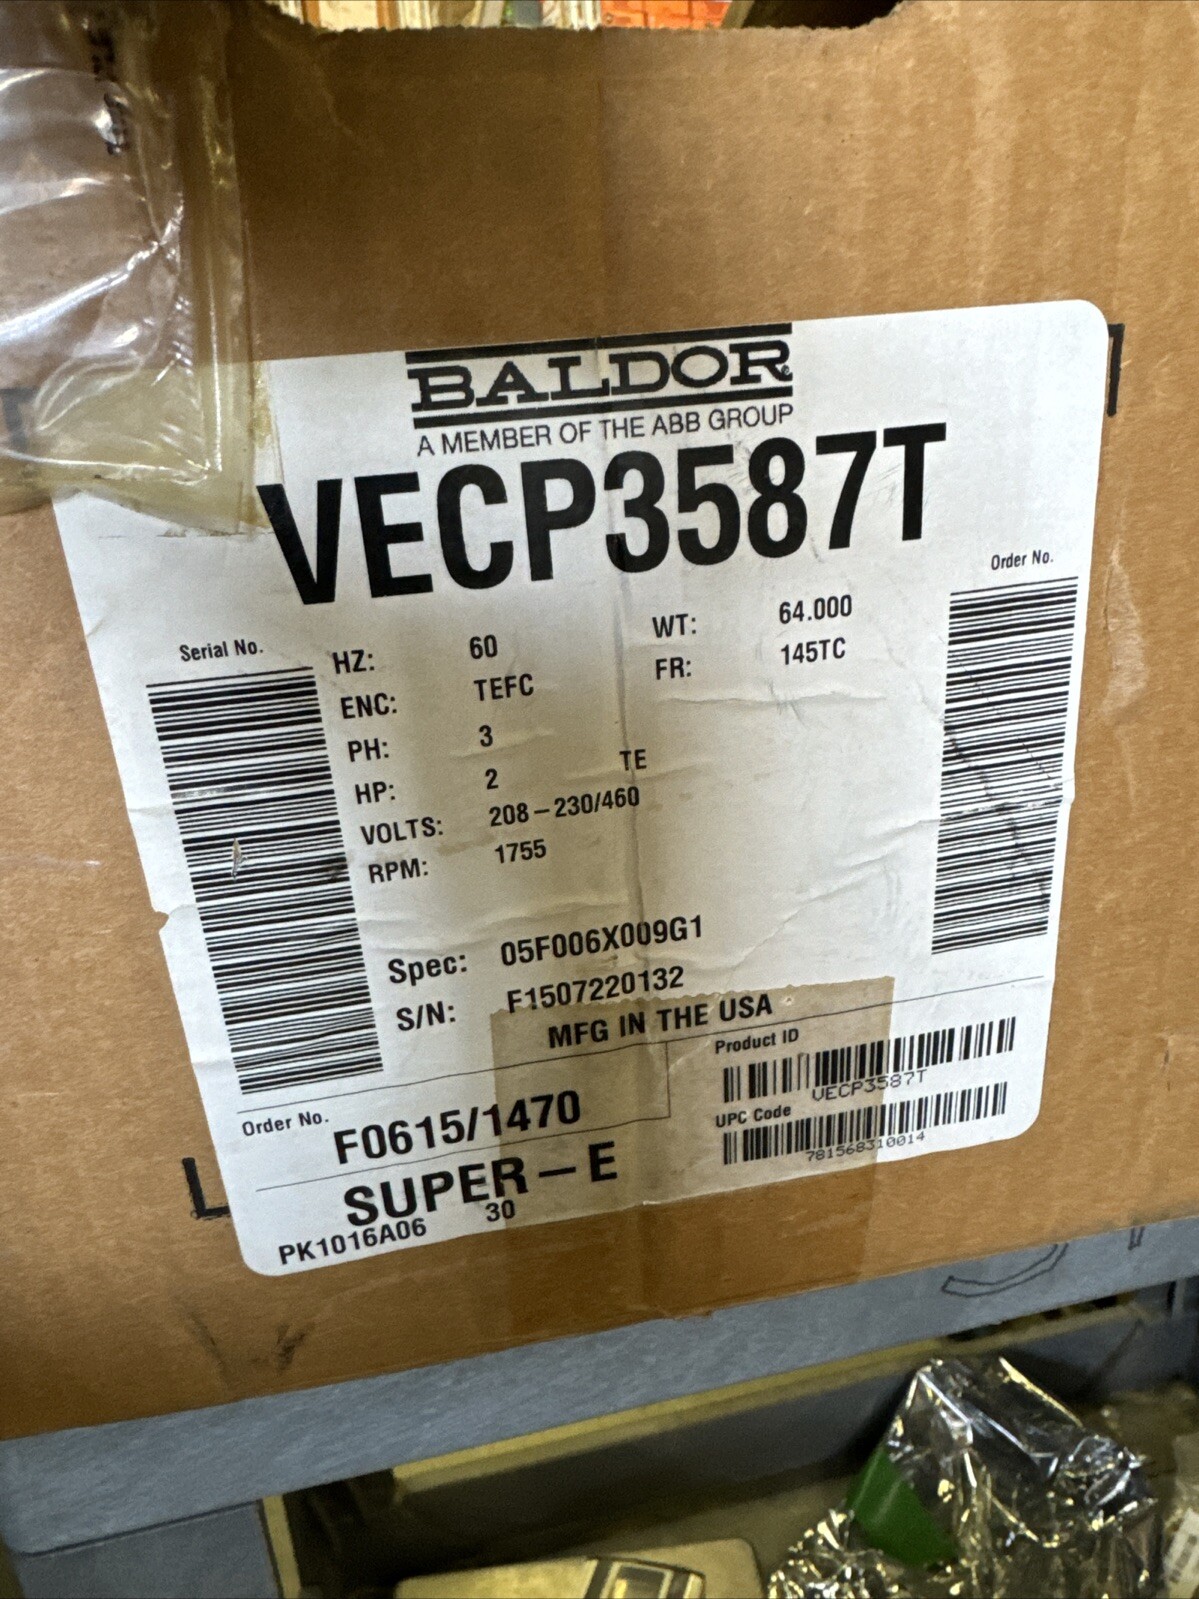 BALDOR
A MEMBER OF THE ABB GROUP
VECP3587T
Serial No.
Order No.
HZ: 60 WT: 64.000
ENC: TEFC FR: 145TC
PH: 3
HP: 2 TE
VOLTS: 208-230/460
RPM: 1755
Spec: 05F006X009G1
S/N: F1507220132
MFG IN THE USA
Product ID
VECP3587T
UPC Code
781568310014
Order No. F0615/1470
SUPER-E
PK1016A06 30